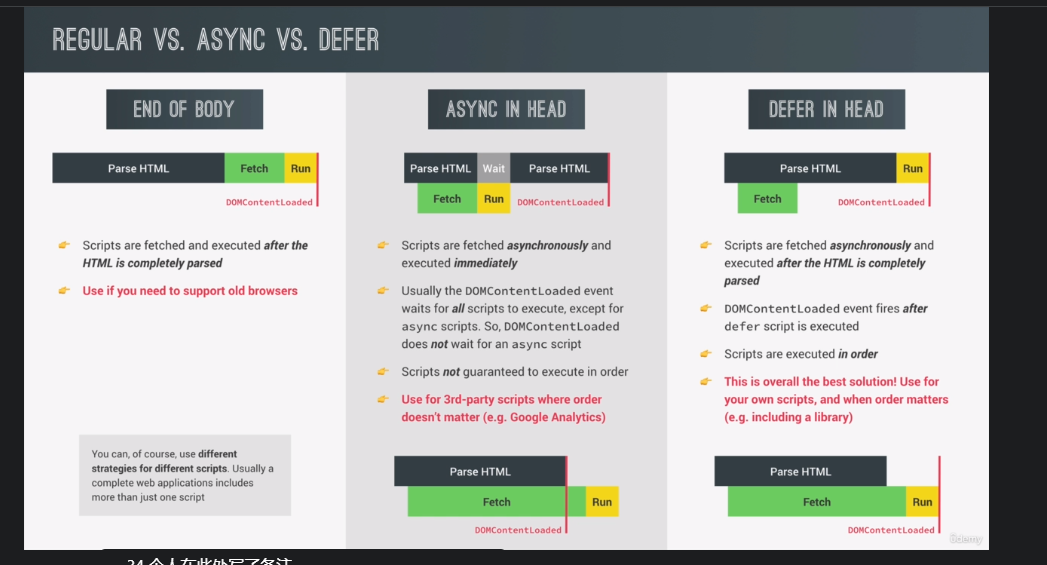 REGULAR VS. ASYNC VS. DEFER
END OF BODY
Parse HTML
Fetch
Run
DOMContentLoaded
Scripts are fetched and executed after the
HTML is completely parsed
Use if you need to support old browsers
You can, of course, use different
strategies for different scripts. Usually a
complete web applications includes
more than just one script
ASYNC IN HEAD
Parse HTML
Wait
Parse HTML
Fetch
Run
DOMContentLoaded
Scripts are fetched asynchronously and
executed immediately
Usually the DOMContentLoaded event
waits for all scripts to execute, except for
async scripts. So, DOMContentLoaded
does not wait for an async script
Scripts not guaranteed to execute in order
Use for 3rd-party scripts where order
doesn't matter (e.g. Google Analytics)
Parse HTML
Fetch
Run
DOMContentLoaded
DEFER IN HEAD
Parse HTML
Run
Fetch
DOMContentLoaded
Scripts are fetched asynchronously and
executed after the HTML is completely
parsed
DOMContentLoaded event fires after
defer script is executed
Scripts are executed in order
This is overall the best solution! Use for
your own scripts, and when order matters
(e.g. including a library)
Parse HTML
Fetch
Run
DOMContentLoaded
Udemy
24 个人在此处写了备注